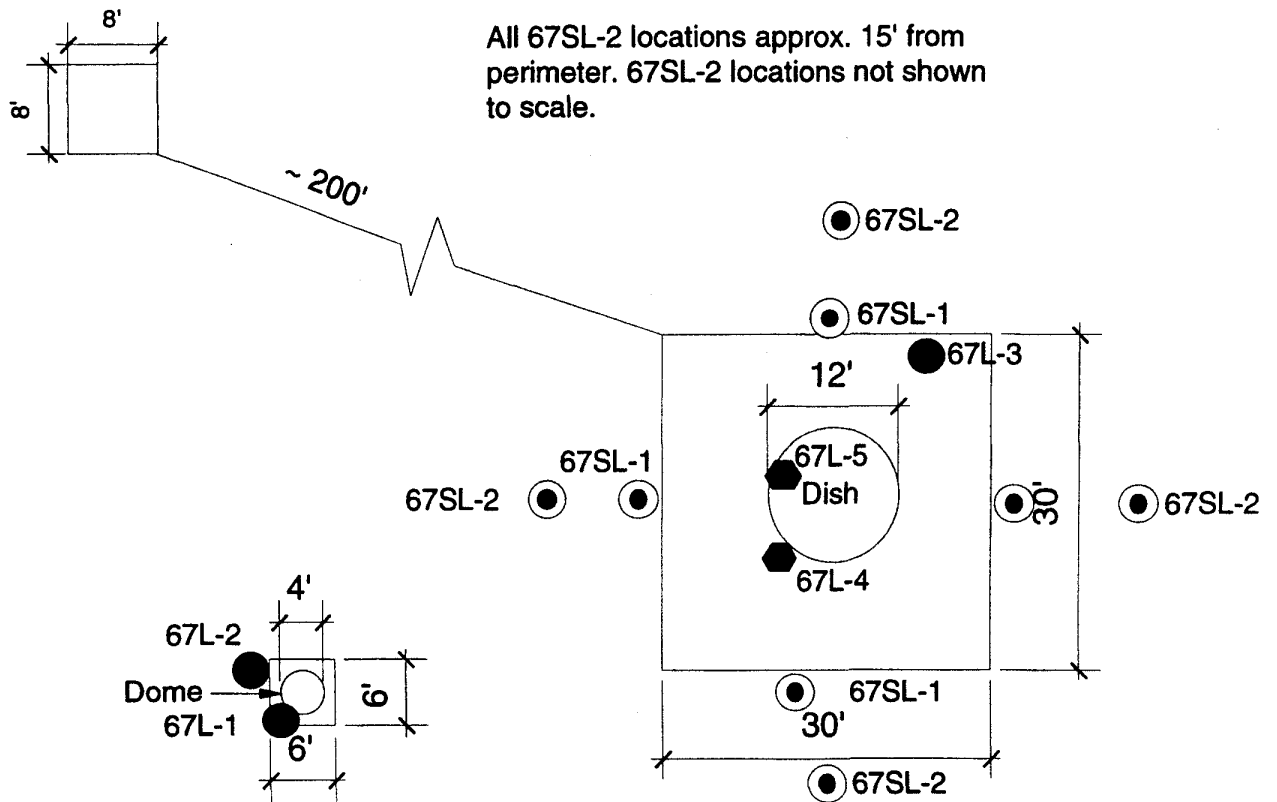 8'
All 67SL-2 locations approx. 15' from
perimeter. 67SL-2 locations not shown
to scale.
8'
~ 200'
67SL-2
67SL-1
67L-3
12'
67SL-1
67L-5
67SL-2
Dish
30'
67SL-2
67L-4
4'
67L-2
Dome
6'
67SL-1
67L-1
30'
6'
67SL-2